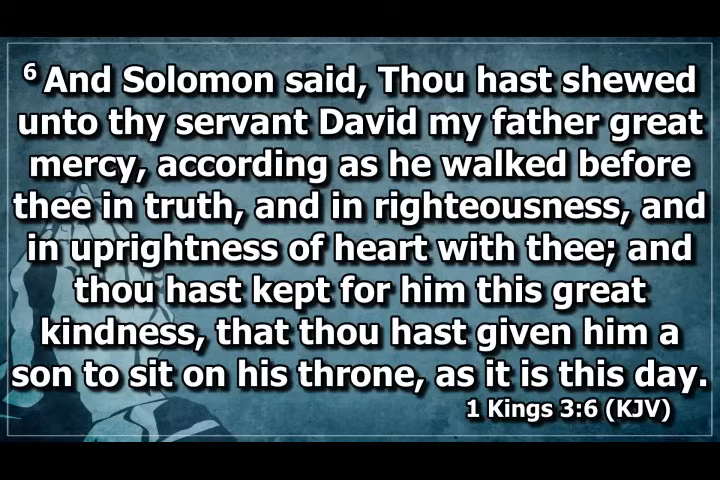 6 And Solomon said, Thou hast shewed
unto thy servant David my father great
mercy, according as he walked before
thee in truth, and in righteousness, and
in uprightness of heart with thee; and
thou hast kept for him this great
kindness, that thou hast given him a
son to sit on his throne, as it is this day.
1 Kings 3:6 (KJV)